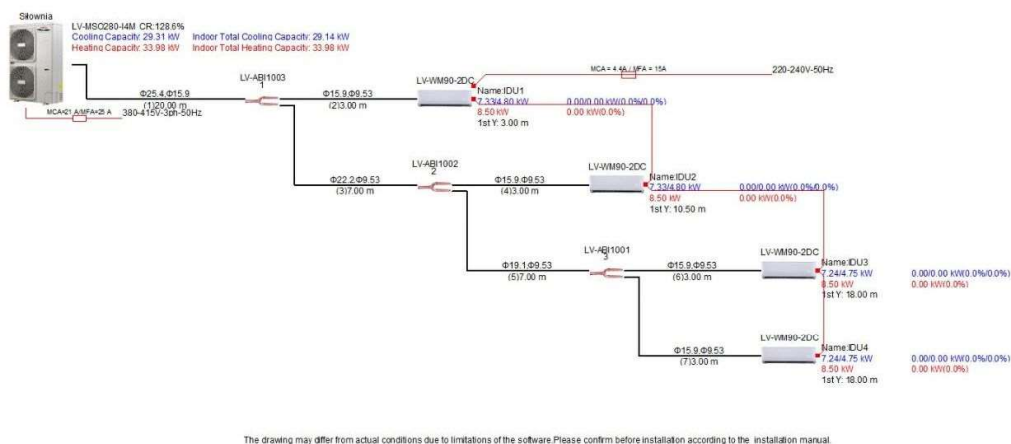 Siłownia
LV-MSO280-I4M CR:128.6%
Cooling Capacity: 29.31 kW Indoor Total Cooling Capacity: 29.14 kW
Heating Capacity: 33.98 kW Indoor Total Heating Capacity: 33.98 kW
MCA=21 A/MFA=25 A
380-415V-3ph-50Hz
Φ25.4,Φ15.9
(1)20.00 m
LV-ABI1003
1
Φ15.9,Φ9.53
(2)3.00 m
LV-WM90-2DC
MCA = 4.4A / MFA = 15A
220-240V-50Hz
Name:IDU1
7.33/4.80 kW 0.00/0.00 kW(0.0%/0.0%)
8.50 kW 0.00 kW(0.0%)
1st Y: 3.00 m
Φ22.2,Φ9.53
(3)7.00 m
LV-ABI1002
2
Φ15.9,Φ9.53
(4)3.00 m
LV-WM90-2DC
Name:IDU2
7.33/4.80 kW 0.00/0.00 kW(0.0%/0.0%)
8.50 kW 0.00 kW(0.0%)
1st Y: 10.50 m
Φ19.1,Φ9.53
(5)7.00 m
LV-ABI1001
3
Φ15.9,Φ9.53
(6)3.00 m
LV-WM90-2DC
Name:IDU3
7.24/4.75 kW 0.00/0.00 kW(0.0%/0.0%)
8.50 kW 0.00 kW(0.0%)
1st Y: 18.00 m
Φ15.9,Φ9.53
(7)3.00 m
LV-WM90-2DC
Name:IDU4
7.24/4.75 kW 0.00/0.00 kW(0.0%/0.0%)
8.50 kW 0.00 kW(0.0%)
1st Y: 18.00 m
The drawing may differ from actual conditions due to limitations of the software.Please confirm before installation according to the installation manual.